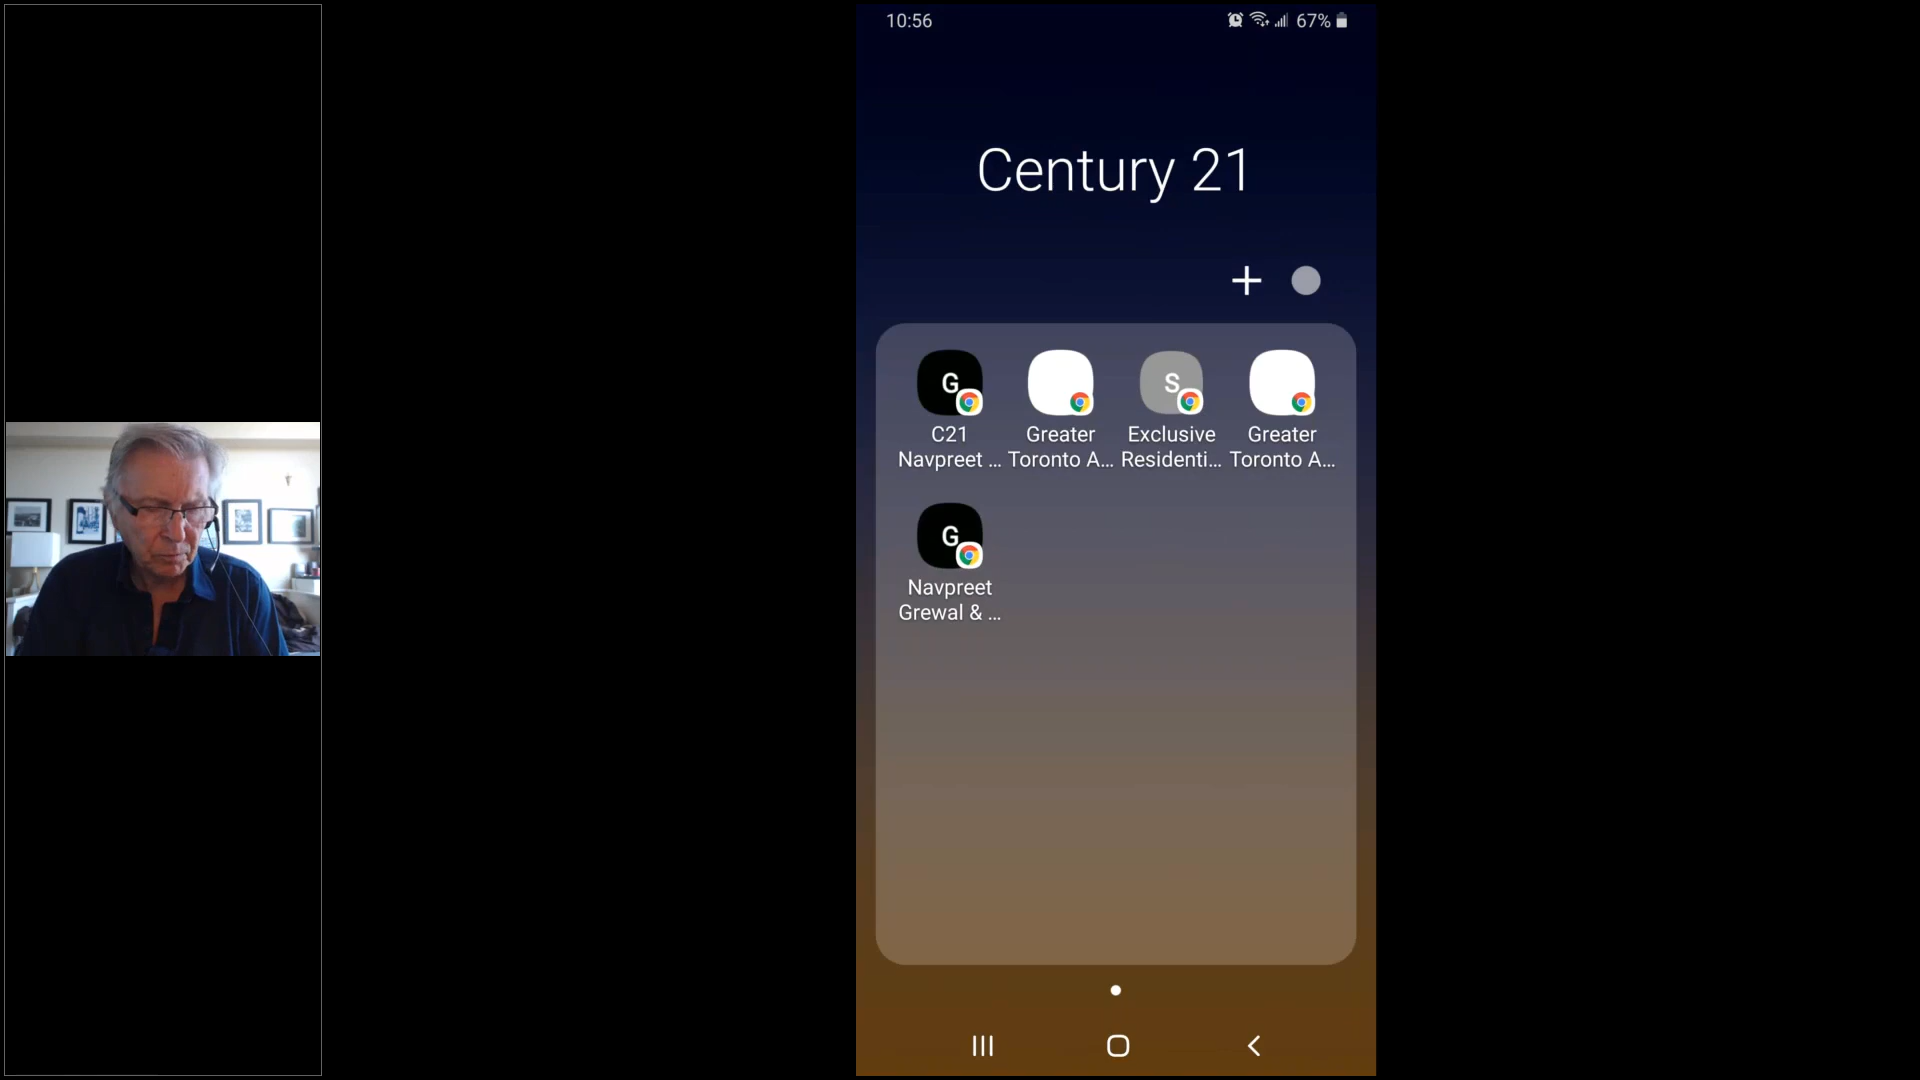 10:56
67%
Century 21
G
S
C21
Navpreet ...
Greater
Toronto A...
Exclusive
Residenti...
Greater
Toronto A...
G
Navpreet
Grewal & ...